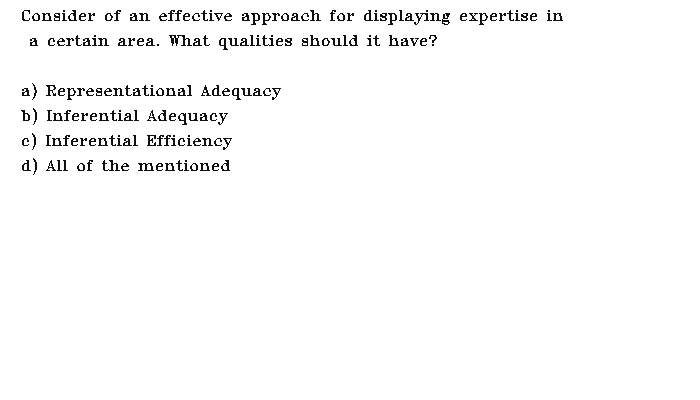 Consider of an effective approach for displaying expertise in
a certain area. What qualities should it have?
a) Representational Adequacy
b) Inferential Adequacy
c) Inferential Efficiency
d) All of the mentioned